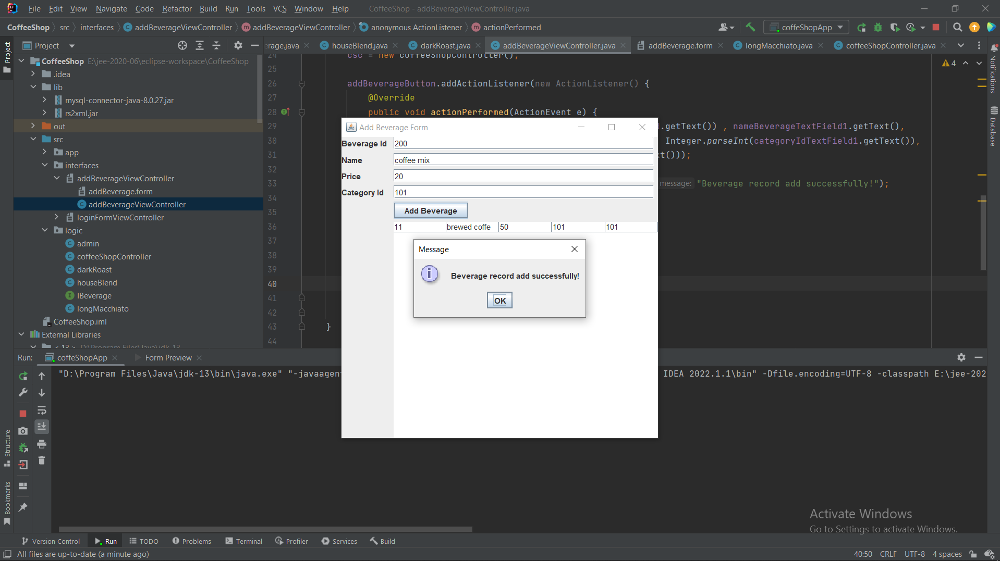 File Edit View Navigate Code Refactor Build Run Tools VCS Window Help CoffeeShop - addBeverageViewController.java
CoffeeShop src interfaces addBeverageViewController addBeverageViewController anonymous ActionListener actionPerformed coffeShopApp
Project
Project
erage.java houseBlend.java darkRoast.java addBeverageViewController.java addBeverage.form longMacchiato.java coffeeShopController.java
Notifications
Database
CoffeeShop E:\jee-2020-06\eclipse-workspace\CoffeeShop
.idea
lib
mysql-connector-java-8.0.27.jar
rs2xml.jar
out
src
app
interfaces
addBeverageViewController
addBeverage.form
addBeverageViewController
loginFormViewController
logic
admin
coffeeShopController
darkRoast
houseBlend
IBeverage
longMacchiato
CoffeeShop.iml
External Libraries
< 13 > D:\Program Files\Java\jdk-13
24 csc = new coffeeShopController();
25
26 addBeverageButton.addActionListener(new ActionListener() {
27 @Override
28 public void actionPerformed(ActionEvent e) {
29 .getText()) , nameBeverageTextField1.getText(),
30 Integer.parseInt(categoryIdTextField1.getText()),
31 t()));
32
33 message: "Beverage record add successfully!");
34
35
36
37
38
39
40
41
42
43 }
44
4
Add Beverage Form
Beverage Id 200
Name coffee mix
Price 20
Category Id 101
Add Beverage
11 brewed coffe 50 101 101
Message
Beverage record add successfully!
OK
Run: coffeShopApp Form Preview
"D:\Program Files\Java\jdk-13\bin\java.exe" "-javaagent IDEA 2022.1.1\bin" -Dfile.encoding=UTF-8 -classpath E:\jee-202
Structure
Bookmarks
Activate Windows
Go to Settings to activate Windows.
Version Control Run TODO Problems Terminal Profiler Services Build
All files are up-to-date (a minute ago) 40:50 CRLF UTF-8 4 spaces